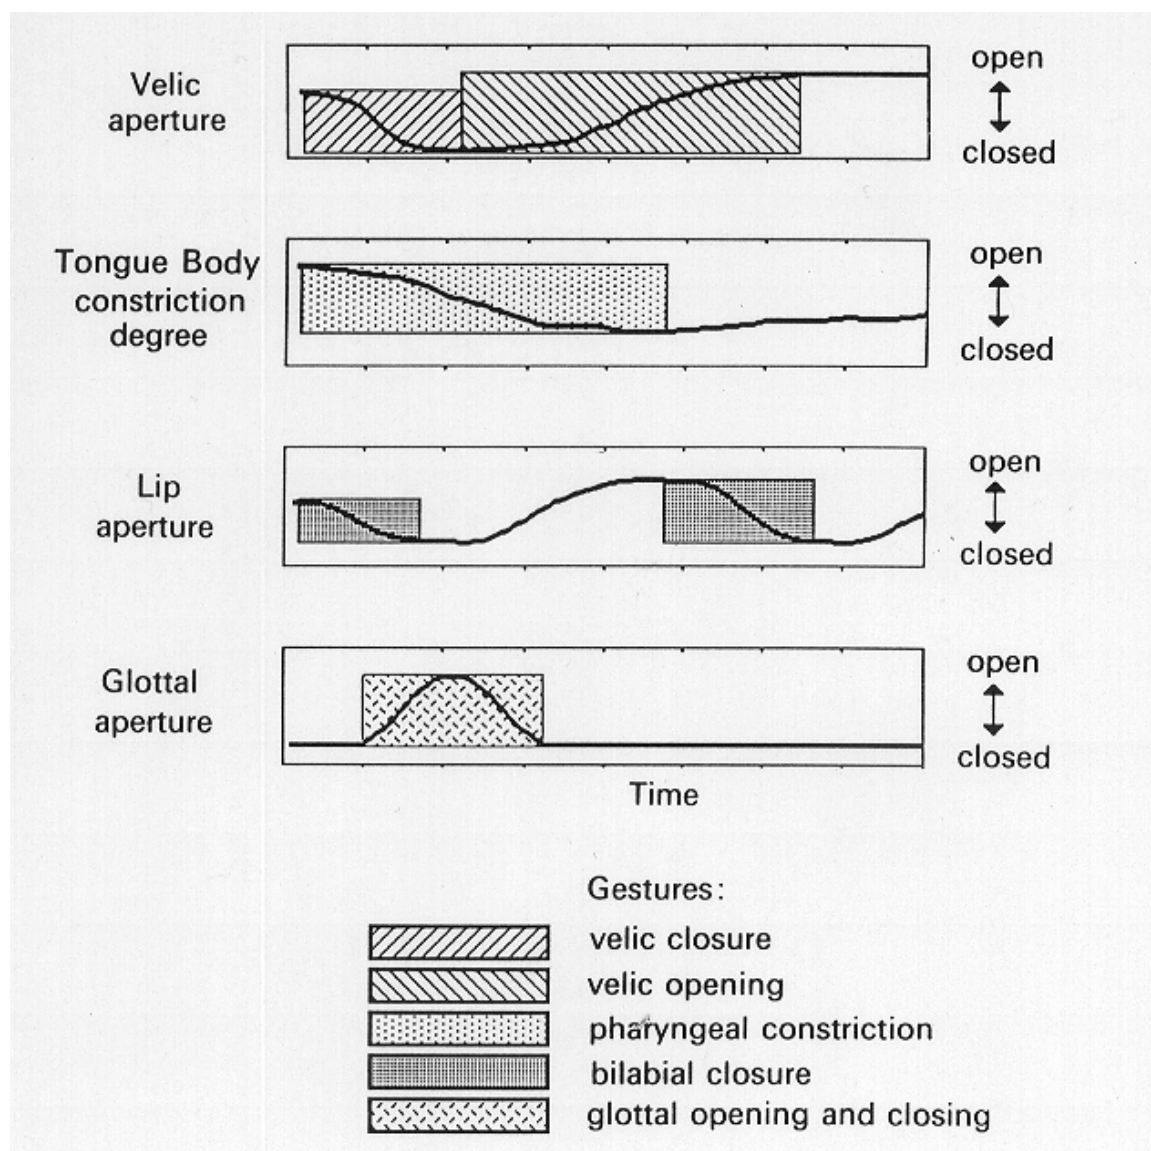 Velic
aperture
open
closed
Tongue Body
constriction
degree
open
closed
Lip
aperture
open
closed
Glottal
aperture
open
closed
Time
Gestures:
velic closure
velic opening
pharyngeal constriction
bilabial closure
glottal opening and closing